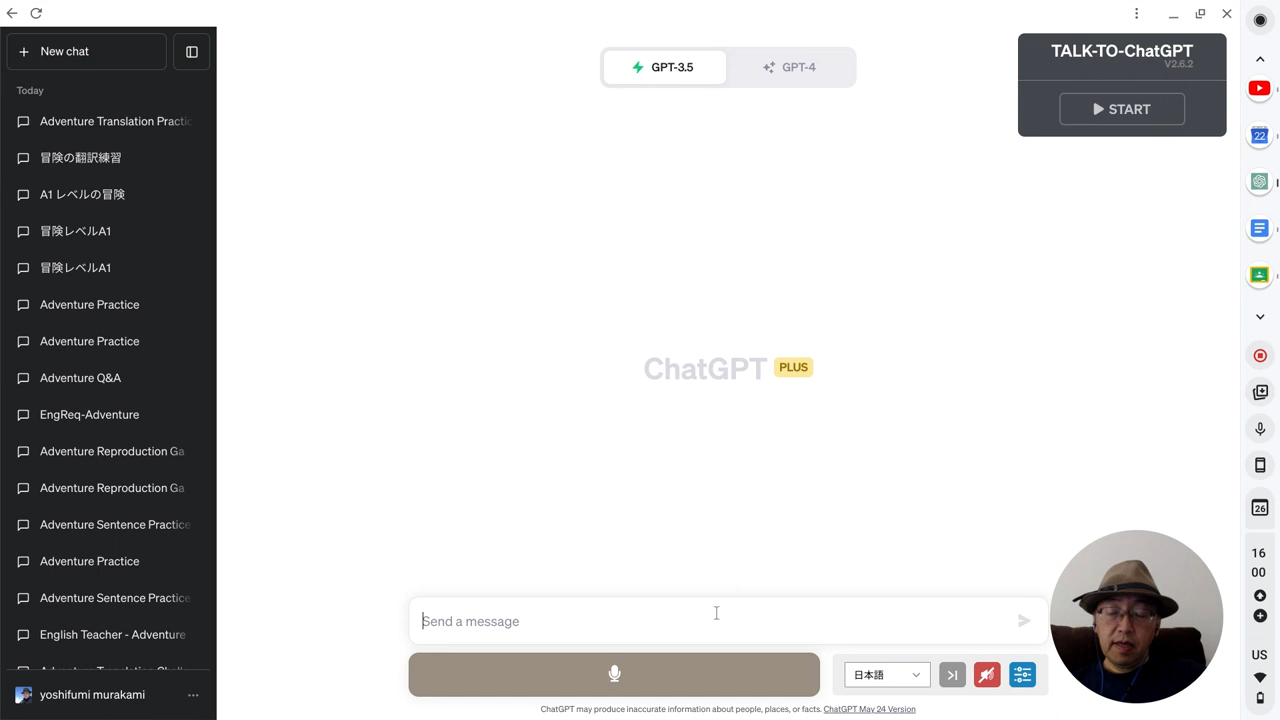 New chat
Today
Adventure Translation Practic
冒険の翻訳練習
A1 レベルの冒険
冒険レベルA1
冒険レベルA1
Adventure Practice
Adventure Practice
Adventure Q&A
EngReq-Adventure
Adventure Reproduction Ga
Adventure Reproduction Ga
Adventure Sentence Practice
Adventure Practice
Adventure Sentence Practice
English Teacher - Adventure
yoshifumi murakami
GPT-3.5
GPT-4
TALK-TO-ChatGPT
V2.6.2
START
ChatGPT PLUS
Send a message
日本語
ChatGPT may produce inaccurate information about people, places, or facts. ChatGPT May 24 Version
22
26
16
00
US